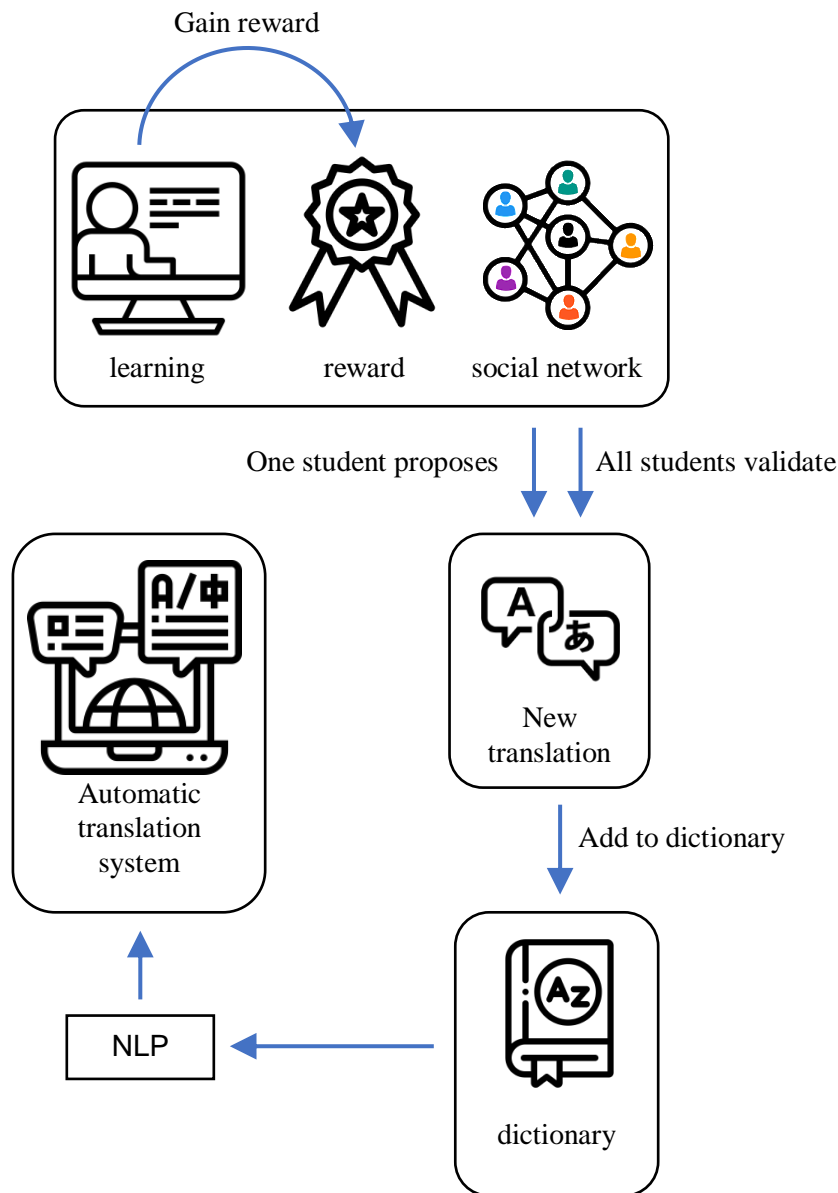 Gain reward
learning
reward
social network
One student proposes
All students validate
A/中
A
あ
New
translation
Automatic
translation
system
Add to dictionary
AZ
NLP
dictionary